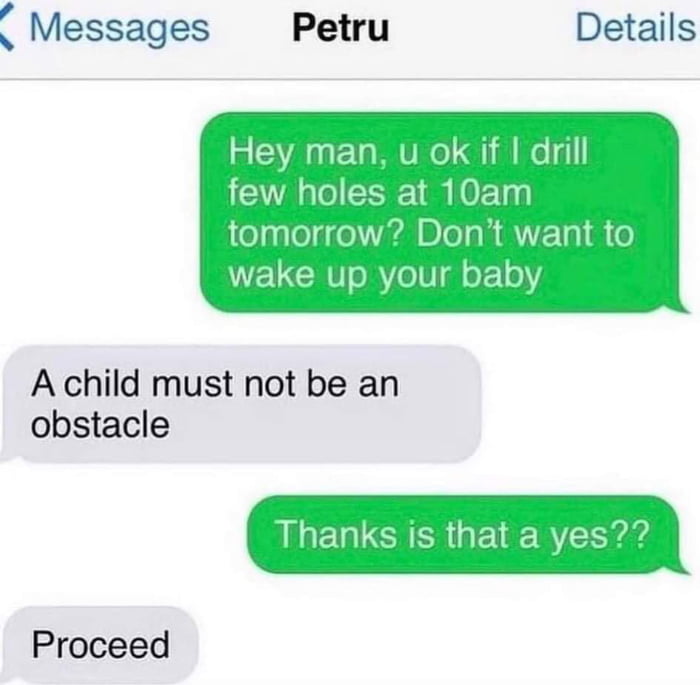 Messages Petru Details
Hey man, u ok if I drill
few holes at 10am
tomorrow? Don't want to
wake up your baby
A child must not be an
obstacle
Thanks is that a yes??
Proceed